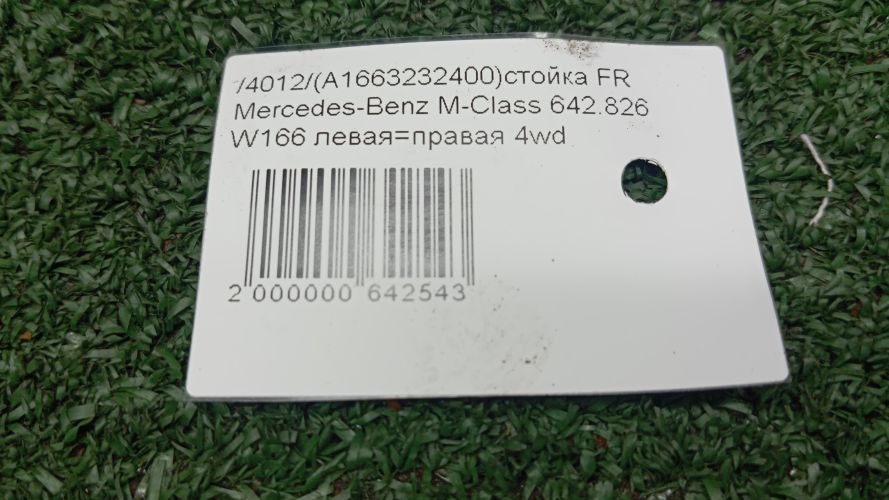 /4012/(A1663232400)стойка FR
Mercedes-Benz M-Class 642.826
W166 левая=правая 4wd
2 000000 642543